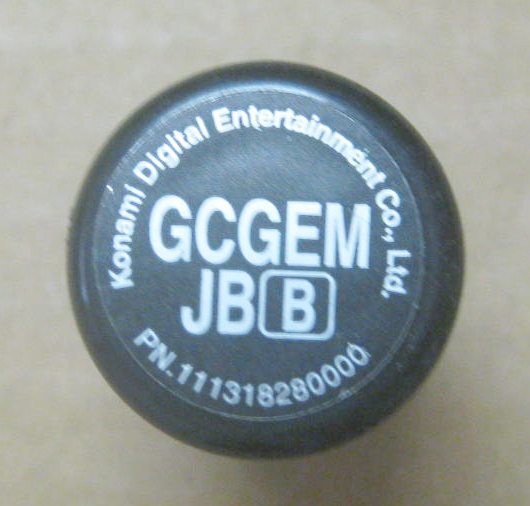 Konami Digital Entertainment Co., Ltd.
GCGEM
JB B
PN.111318280000